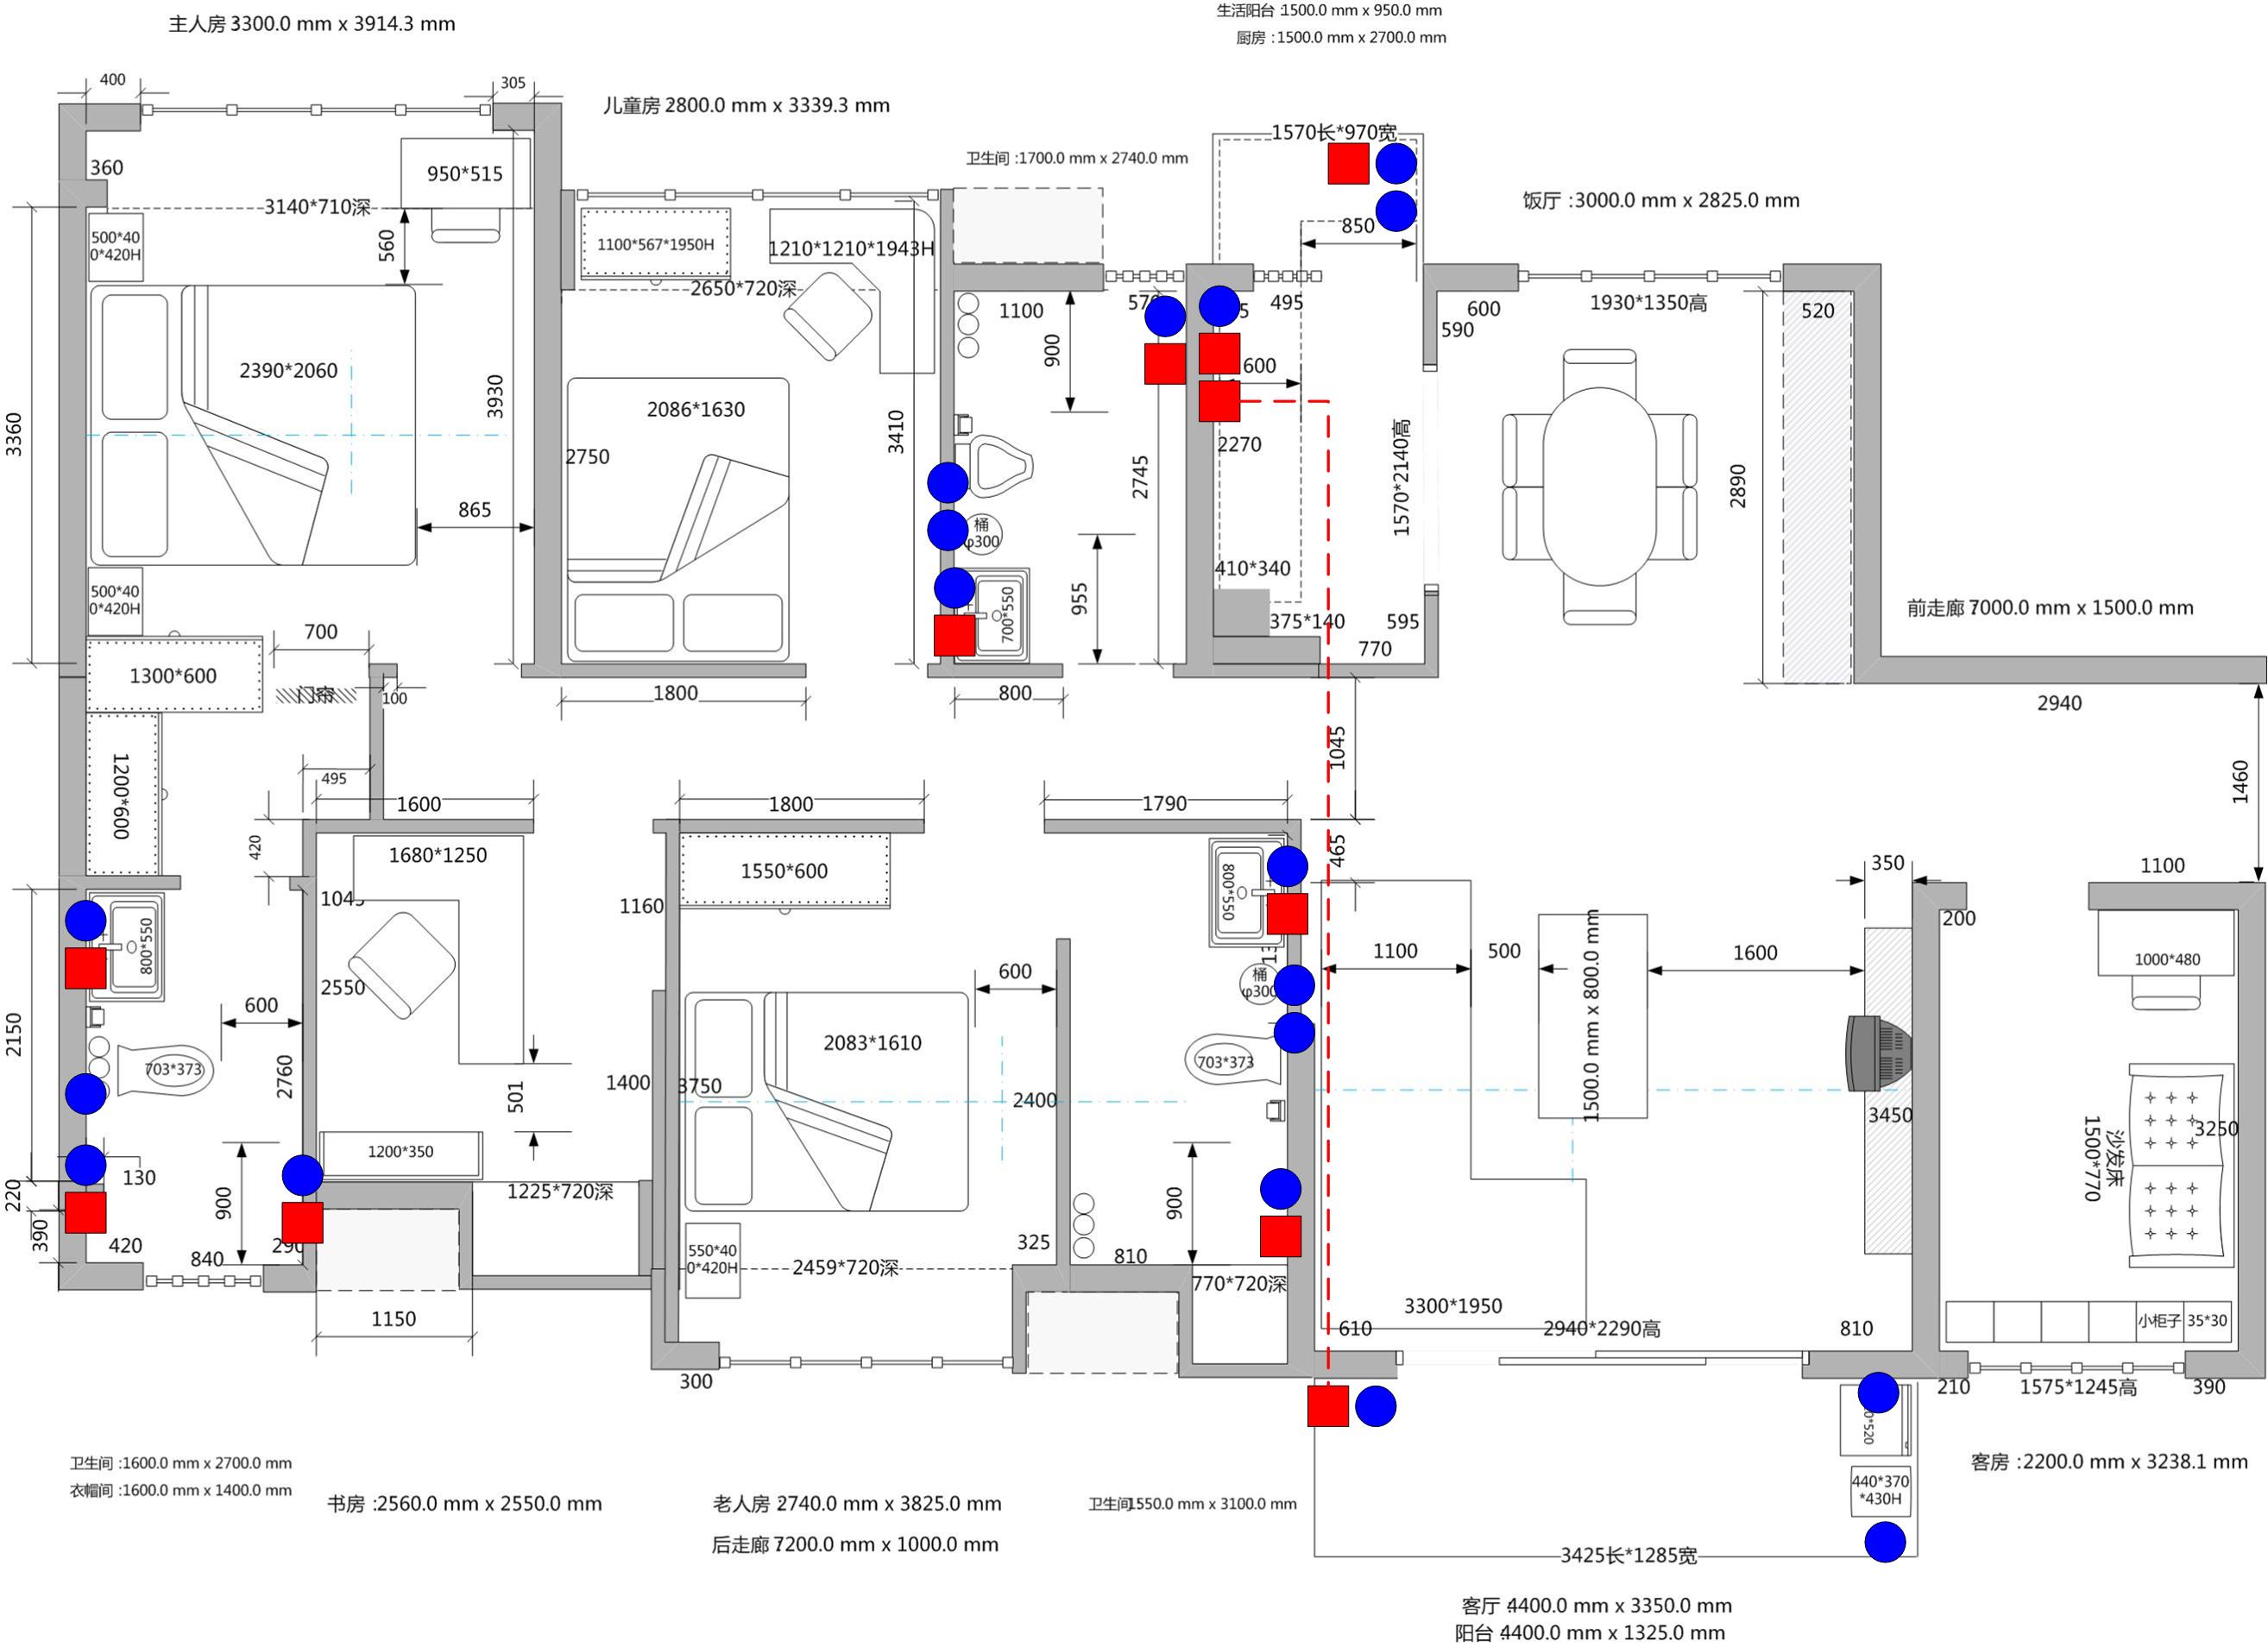 生活阳台 :1500.0 mm x 950.0 mm
主人房 3300.0 mm x 3914.3 mm
厨房 :1500.0 mm x 2700.0 mm
400
305
儿童房 2800.0 mm x 3339.3 mm
1570长*970宽
卫生间 :1700.0 mm x 2740.0 mm
360
950*515
饭厅 :3000.0 mm x 2825.0 mm
3140*710深
850
500*40
0*420H
560
1100*567*1950H
1210*1210*1943H
2650*720深
1100
495
600
1930*1350高
520
590
900
600
2390*2060
3930
2086*1630
3410
3360
2750
2745
2270
1570*2140高
2890
865
桶
φ300
410*340
500*40
0*420H
955
700*550
375*140
595
前走廊 7000.0 mm x 1500.0 mm
700
770
1300*600
门帘
100
1800
800
2940
1045
495
1200*600
1460
1600
1800
1790
420
465
1680*1250
1550*600
800*550
350
1100
1160
200
800*550
1100
500
1600
1000*480
600
桶
φ300
2550
600
1500.0 mm x 800.0 mm
2150
2083*1610
703*373
2760
501
1400
3750
2400
703*373
3450
3250
沙发床
1500*770
1200*350
130
220
900
1225*720深
900
390
420
840
325
810
550*40
0*420H
2459*720深
770*720深
3300*1950
1150
610
2940*2290高
810
小柜子
35*30
300
210
1575*1245高
390
440*370
*430H
卫生间 :1600.0 mm x 2700.0 mm
客房 :2200.0 mm x 3238.1 mm
衣帽间 :1600.0 mm x 1400.0 mm
书房 :2560.0 mm x 2550.0 mm
老人房 2740.0 mm x 3825.0 mm
卫生间1550.0 mm x 3100.0 mm
后走廊 7200.0 mm x 1000.0 mm
3425长*1285宽
客厅 4400.0 mm x 3350.0 mm
阳台 4400.0 mm x 1325.0 mm